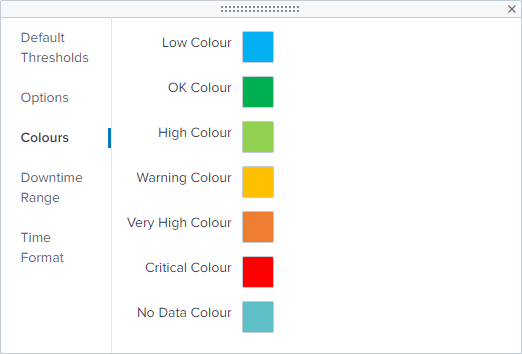 Default
Thresholds
Options
Colours
Downtime
Range
Time
Format
Low Colour
OK Colour
High Colour
Warning Colour
Very High Colour
Critical Colour
No Data Colour